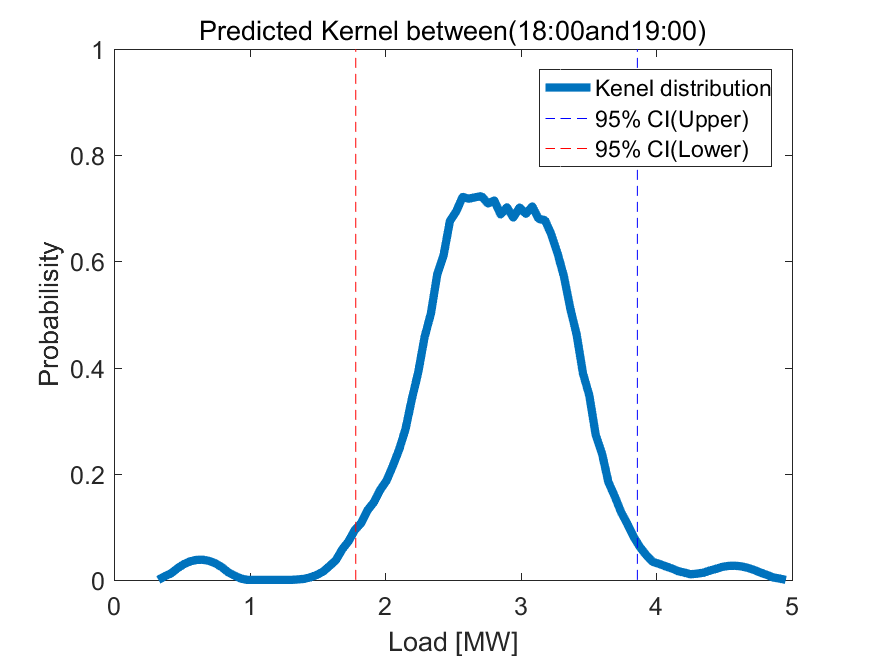 Predicted Kernel between(18:00and19:00)
Kenel distribution
95% CI(Upper)
95% CI(Lower)
Probabilisity
1
0.8
0.6
0.4
0.2
0
0 1 2 3 4 5
Load [MW]